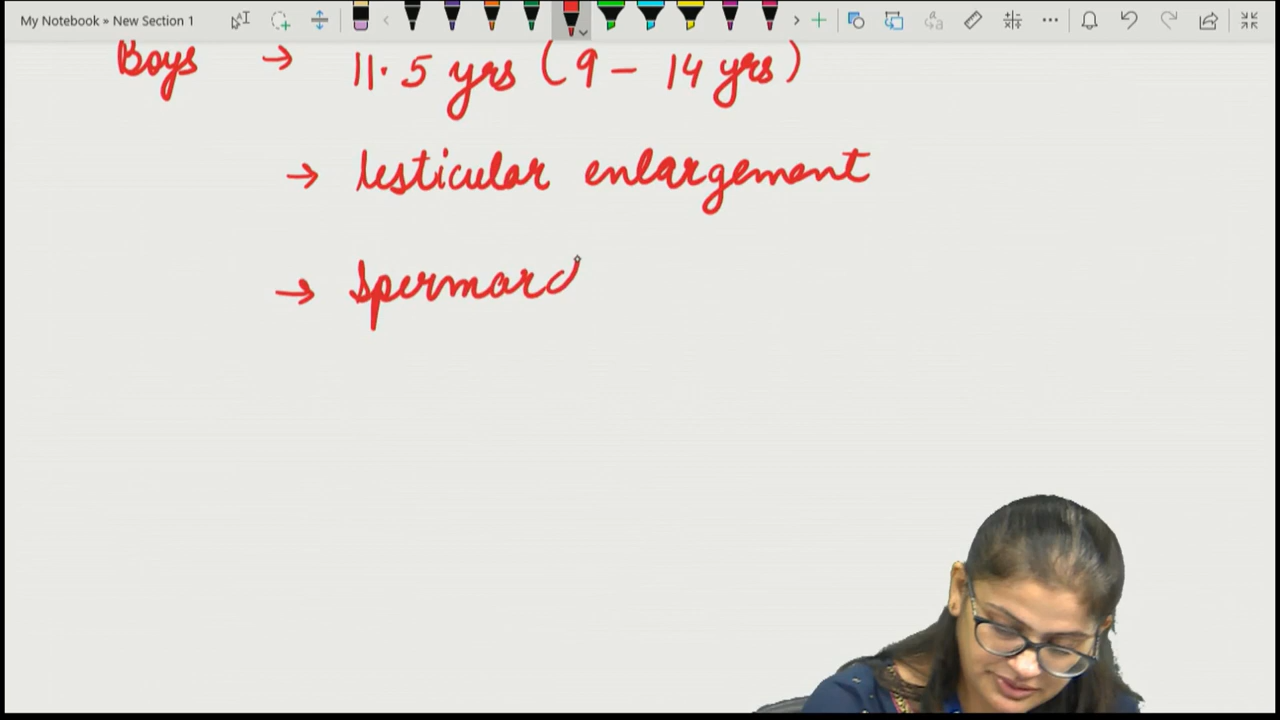 My Notebook » New Section 1
Boys → 11.5 yrs (9 - 14 yrs)
→ Testicular enlargement
→ Spermarc